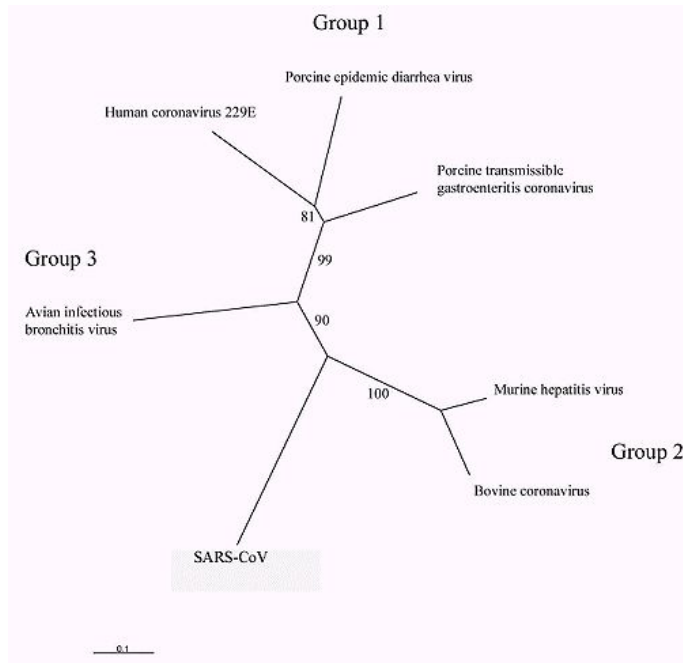 Group 1
Porcine epidemic diarrhea virus
Human coronavirus 229E
Porcine transmissible
gastroenteritis coronavirus
81
Group 3
99
Avian infectious
bronchitis virus
90
Murine hepatitis virus
100
Group 2
Bovine coronavirus
SARS-CoV
0.1